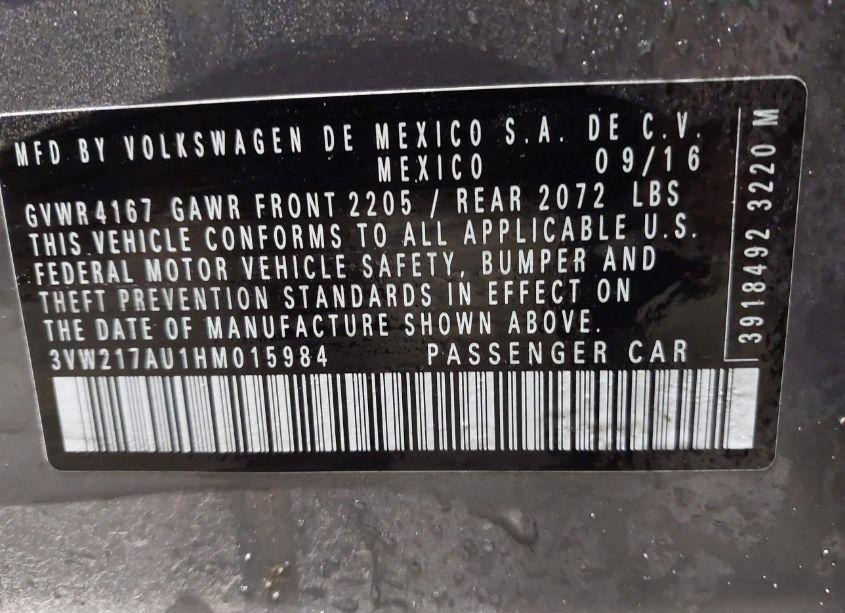 MFD BY VOLKSWAGEN DE MEXICO S.A. DE C.V.
MEXICO 09/16
GVWR 4167 GAWR FRONT 2205 / REAR 2072 LBS
THIS VEHICLE CONFORMS TO ALL APPLICABLE U.S.
FEDERAL MOTOR VEHICLE SAFETY, BUMPER AND
THEFT PREVENTION STANDARDS IN EFFECT ON
THE DATE OF MANUFACTURE SHOWN ABOVE.
3VW217AU1HM015984 PASSENGER CAR
3918492 3220 M